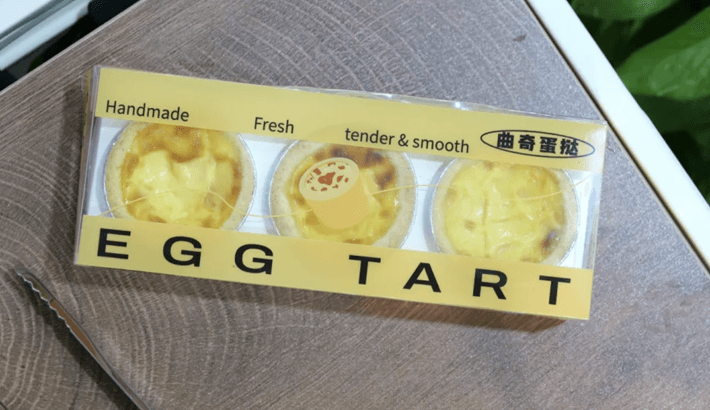 Handmade
Fresh
tender & smooth
曲奇蛋挞
EGG TART